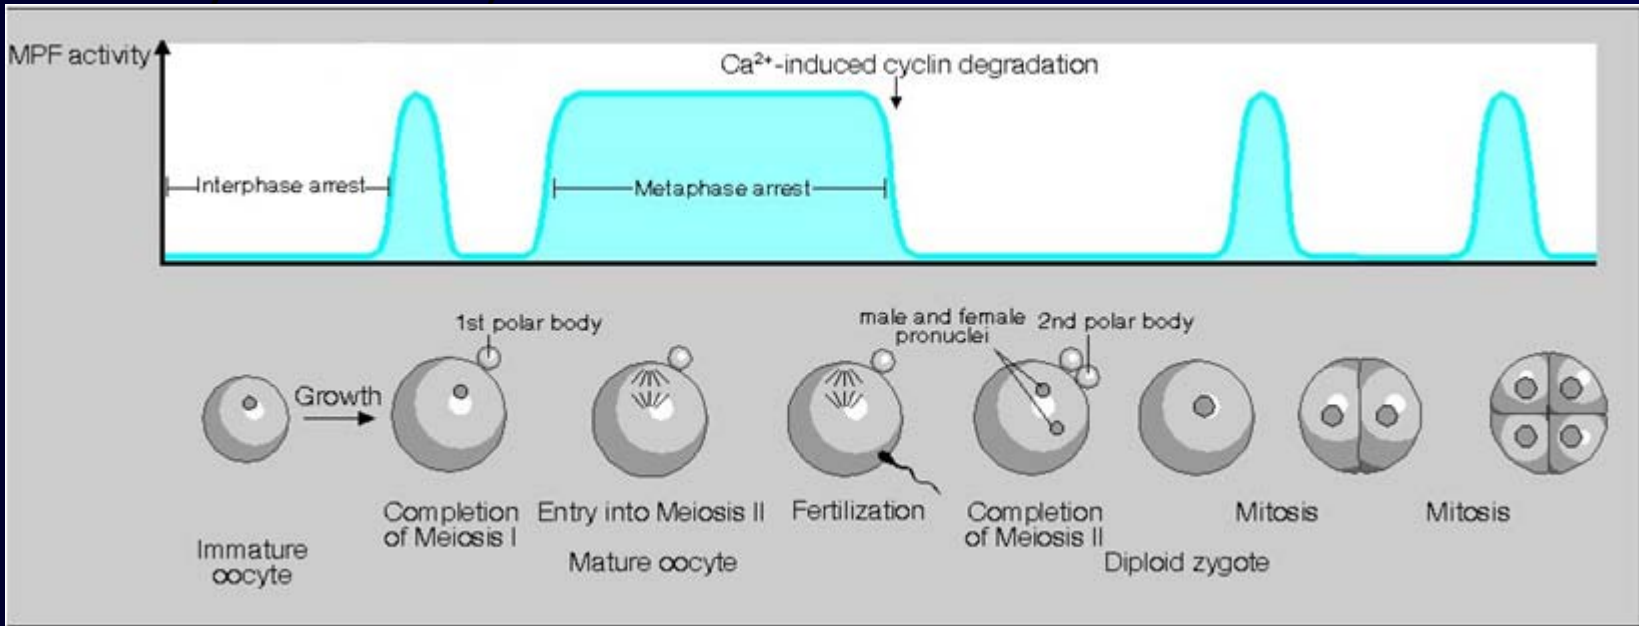 MPF activity
Ca²⁺-induced cyclin degradation
Interphase arrest
Metaphase arrest
1st polar body
male and female
pronuclei
2nd polar body
Growth
Completion
of Meiosis I
Entry into Meiosis II
Fertilization
Completion
of Meiosis II
Mitosis
Mitosis
Immature
oocyte
Mature oocyte
Diploid zygote